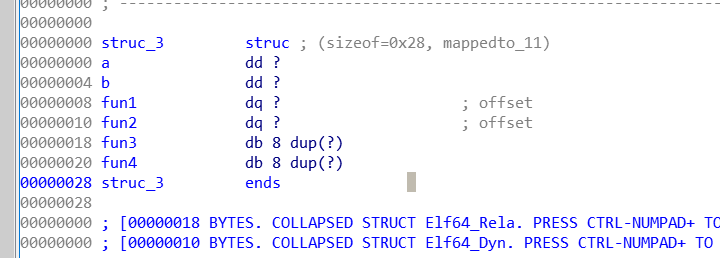 00000000 ; ----------------------------------------------------------------
00000000
00000000 struc_3 struc ; (sizeof=0x28, mappedto_11)
00000000 a dd ?
00000004 b dd ?
00000008 fun1 dq ? ; offset
00000010 fun2 dq ? ; offset
00000018 fun3 db 8 dup(?)
00000020 fun4 db 8 dup(?)
00000028 struc_3 ends
00000028
00000000 ; [00000018 BYTES. COLLAPSED STRUCT Elf64_Rela. PRESS CTRL-NUMPAD+ TO
00000000 ; [00000010 BYTES. COLLAPSED STRUCT Elf64_Dyn. PRESS CTRL-NUMPAD+ TO